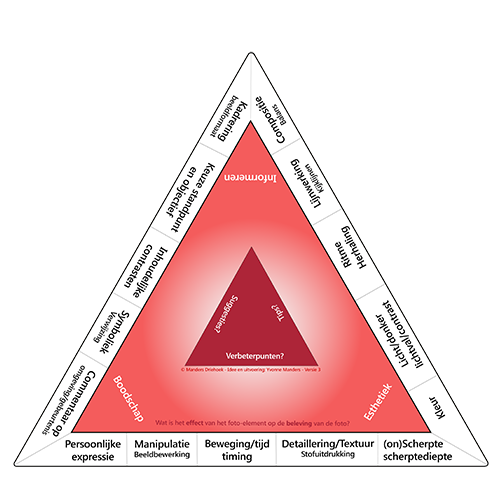 Kadrering
beeldformaat
Keuze standpunt
en objectief
Inhoudelijke
contrasten
Symboliek
Verwijzing
Commentaar op
omgeving/gebeurtenis
Compositie
Balans
Lijnwerking
Kijklijnen
Ritme
Herhaling
Licht/donker
lichtval/contrast
Kleur
Informeren
Suggesties?
Tips?
Verbeterpunten?
© Manders Driehoek - Idee en uitvoering: Yvonne Manders - Versie 3
Boodschap
Esthetiek
Wat is het effect van het foto-element op de beleving van de foto?
Persoonlijke
expressie
Manipulatie
Beeldbewerking
Beweging/tijd
timing
Detaillering/Textuur
Stofuitdrukking
(on)Scherpte
scherptediepte